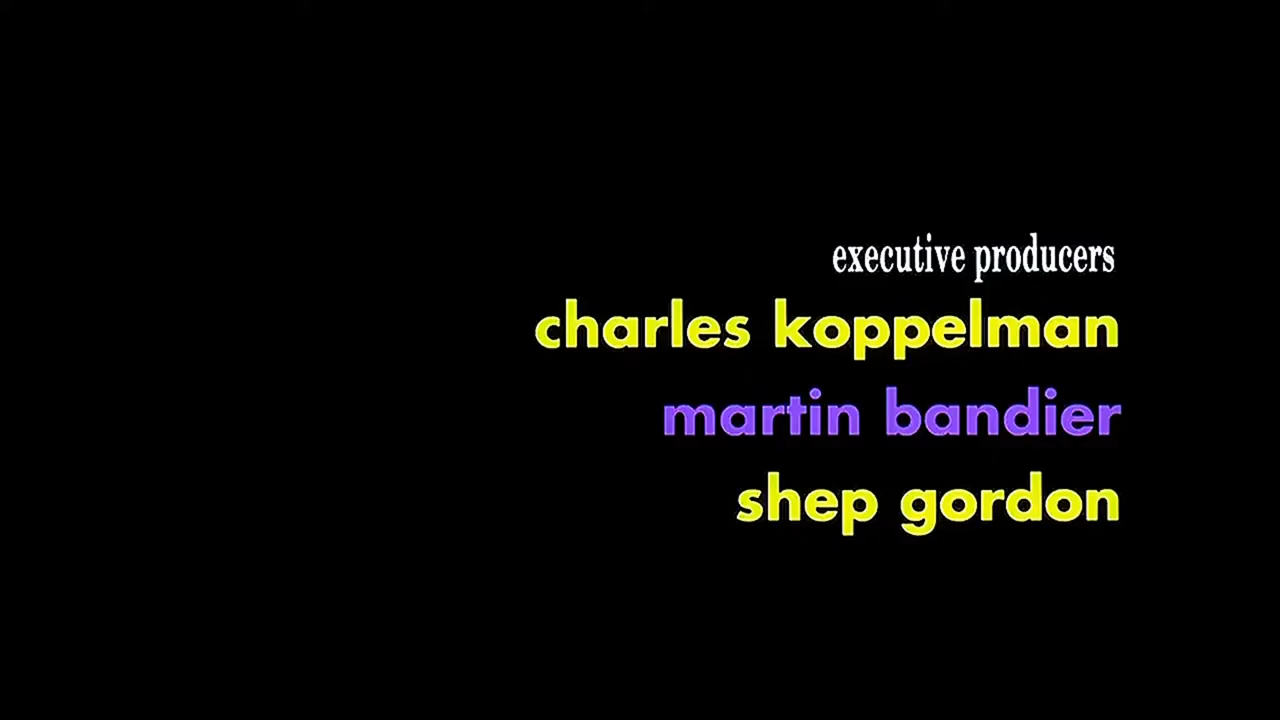 executive producers
charles koppelman
martin bandier
shep gordon